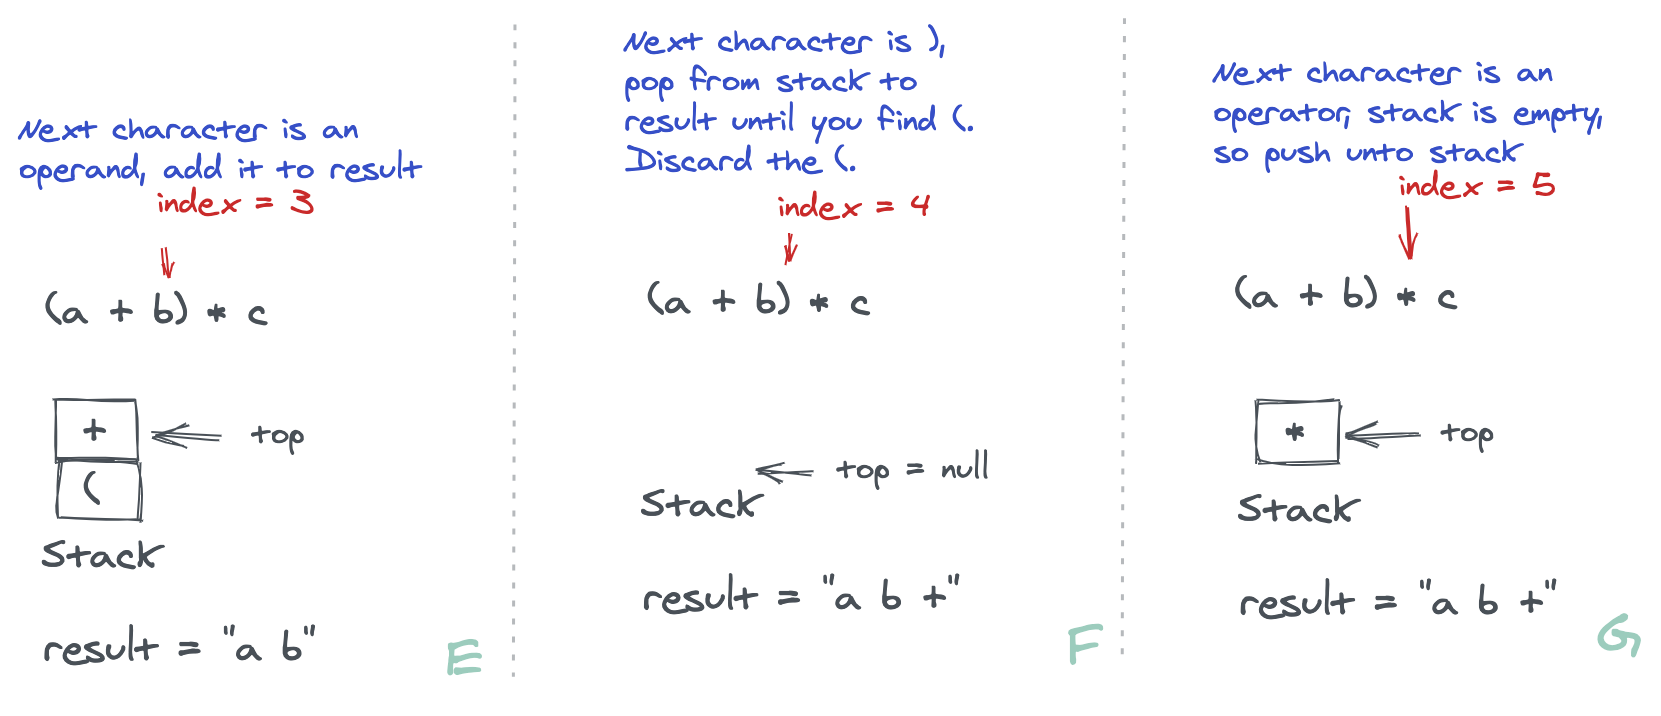 Next character is an
operand, add it to result
index = 3
(a + b) * c
+
top
(
Stack
result = "a b"
E
Next character is ),
pop from stack to
result until you find (.
Discard the (.
index = 4
(a + b) * c
top = null
Stack
result = "a b +"
F
Next character is an
operator, stack is empty,
so push unto stack
index = 5
(a + b) * c
*
top
Stack
result = "a b +"
G